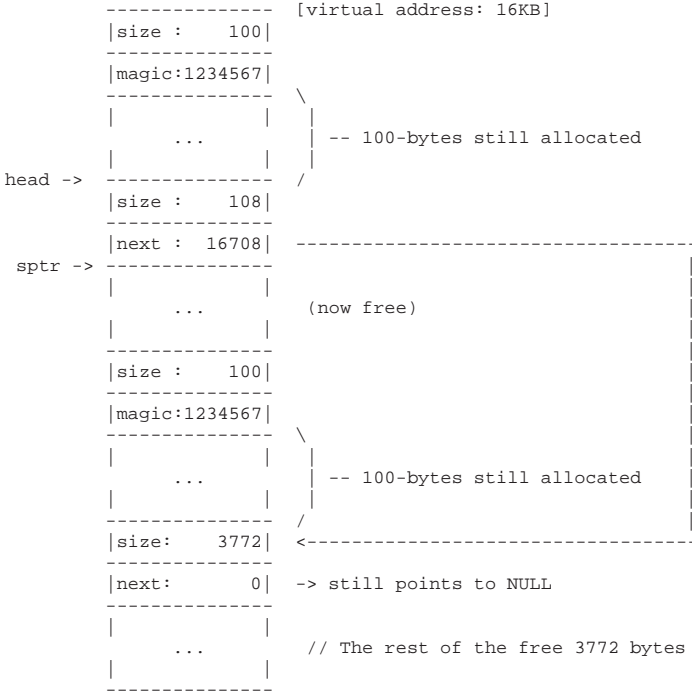 [virtual address: 16KB]
|size : 100|
|magic:1234567|
... | -- 100-bytes still allocated
head ->
|size : 108|
|next : 16708|
sptr ->
... (now free)
|size : 100|
|magic:1234567|
... | -- 100-bytes still allocated
|size: 3772| <-----------------------------------
|next: 0| -> still points to NULL
... // The rest of the free 3772 bytes